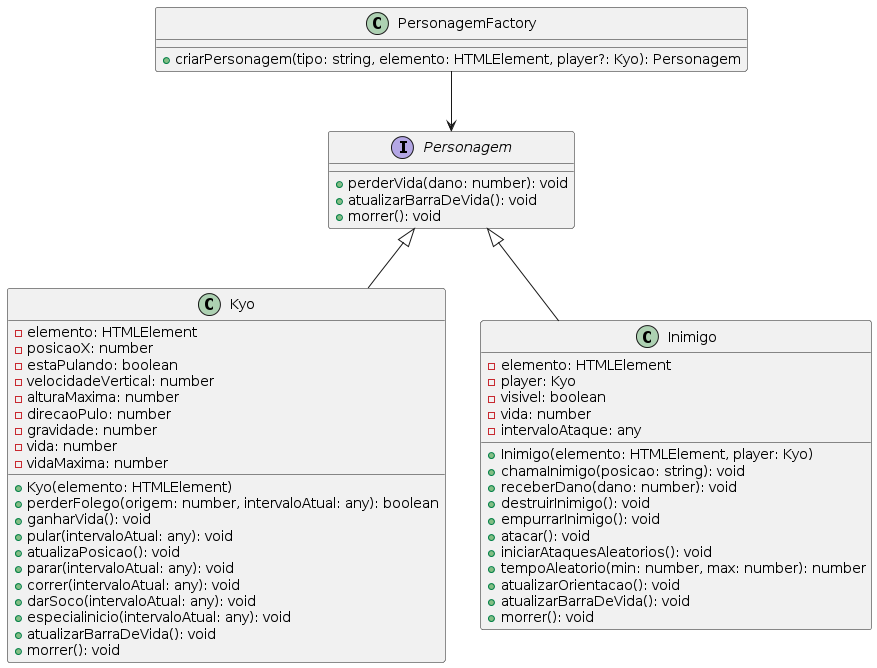 C PersonagemFactory
criarPersonagem(tipo: string, elemento: HTMLElement, player?: Kyo): Personagem
I Personagem
perderVida(dano: number): void
atualizarBarraDeVida(): void
morrer(): void
C Kyo
elemento: HTMLElement
posicaoX: number
estaPulando: boolean
velocidadeVertical: number
alturaMaxima: number
direcaoPulo: number
gravidade: number
vida: number
vidaMaxima: number
Kyo(elemento: HTMLElement)
perderFolego(origem: number, intervaloAtual: any): boolean
ganharVida(): void
pular(intervaloAtual: any): void
atualizaPosicao(): void
parar(intervaloAtual: any): void
correr(intervaloAtual: any): void
darSoco(intervaloAtual: any): void
especialinicio(intervaloAtual: any): void
atualizarBarraDeVida(): void
morrer(): void
C Inimigo
elemento: HTMLElement
player: Kyo
visivel: boolean
vida: number
intervaloAtaque: any
Inimigo(elemento: HTMLElement, player: Kyo)
chamaInimigo(posicao: string): void
receberDano(dano: number): void
destruirInimigo(): void
empurrarInimigo(): void
atacar(): void
iniciarAtaquesAleatorios(): void
tempoAleatorio(min: number, max: number): number
atualizarOrientacao(): void
atualizarBarraDeVida(): void
morrer(): void